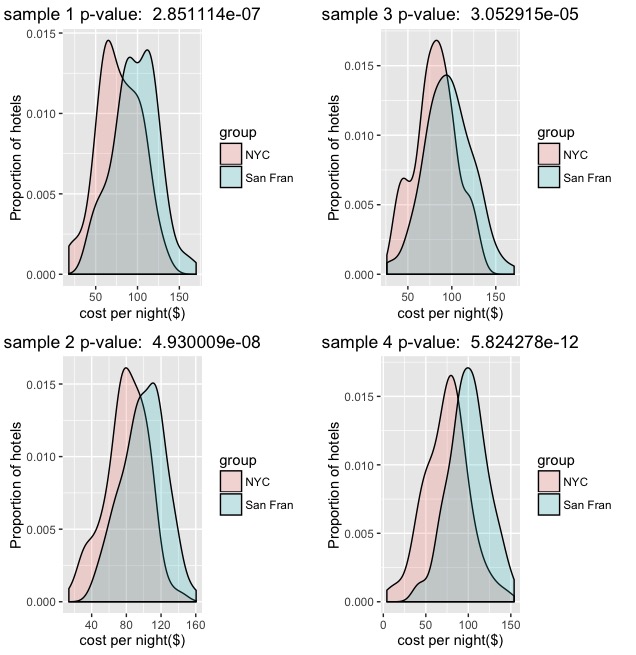 sample 1 p-value: 2.851114e-07
0.015
0.010
0.005
0.000
Proportion of hotels
50 100 150
cost per night($)
group
NYC
San Fran
sample 3 p-value: 3.052915e-05
0.015
0.010
0.005
0.000
Proportion of hotels
50 100 150
cost per night($)
group
NYC
San Fran
sample 2 p-value: 4.930009e-08
0.015
0.010
0.005
0.000
Proportion of hotels
40 80 120 160
cost per night($)
group
NYC
San Fran
sample 4 p-value: 5.824278e-12
0.015
0.010
0.005
0.000
Proportion of hotels
0 50 100 150
cost per night($)
group
NYC
San Fran